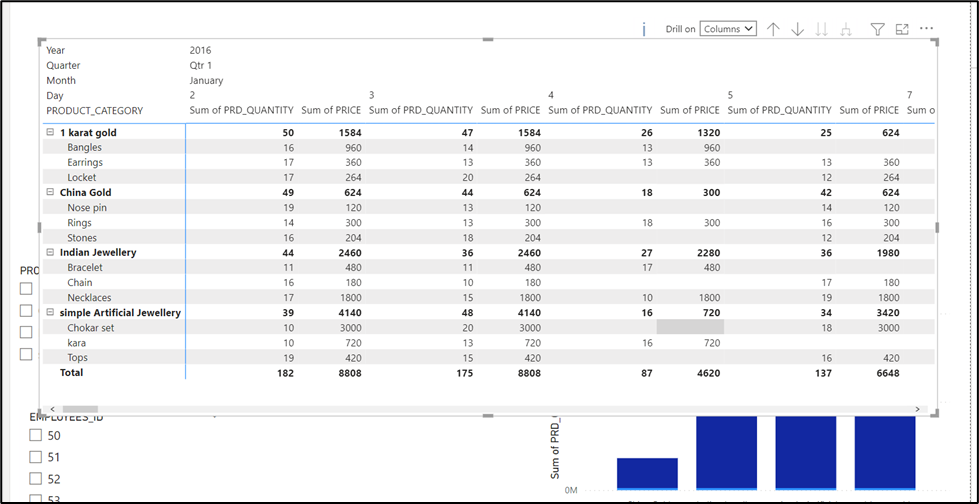 Drill on Columns
Year 2016
Quarter Qtr 1
Month January
Day 2 3 4 5 7
PRODUCT_CATEGORY Sum of PRD_QUANTITY Sum of PRICE Sum of PRD_QUANTITY Sum of PRICE Sum of PRD_QUANTITY Sum of PRICE Sum of PRD_QUANTITY Sum of PRICE Sum o
1 karat gold 50 1584 47 1584 26 1320 25 624
Bangles 16 960 14 960 13 960
Earrings 17 360 13 360 13 360 13 360
Locket 17 264 20 264 12 264
China Gold 49 624 44 624 18 300 42 624
Nose pin 19 120 13 120 14 120
Rings 14 300 13 300 18 300 16 300
Stones 16 204 18 204 12 204
Indian Jewellery 44 2460 36 2460 27 2280 36 1980
Bracelet 11 480 11 480 17 480
Chain 16 180 10 180 17 180
Necklaces 17 1800 15 1800 10 1800 19 1800
simple Artificial Jewellery 39 4140 48 4140 16 720 34 3420
Chokar set 10 3000 20 3000 18 3000
kara 10 720 13 720 16 720
Tops 19 420 15 420 16 420
Total 182 8808 175 8808 87 4620 137 6648
PRO
EMPLOYEES_ID
50
51
52
53
Sum of PRD_
0M